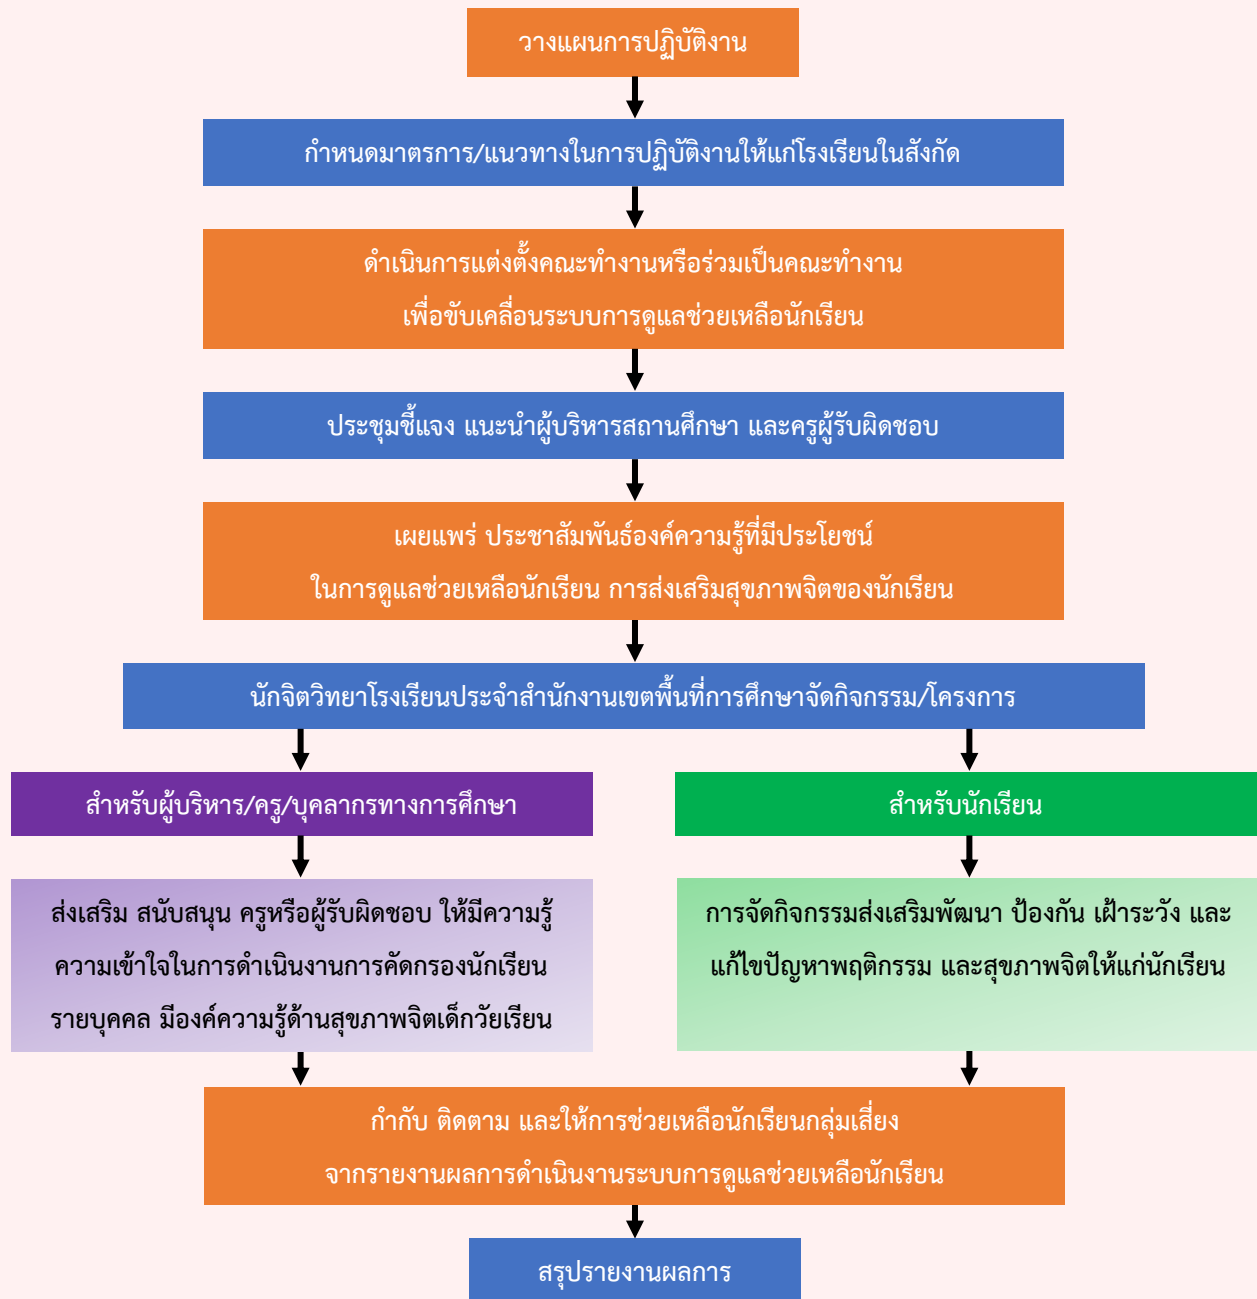 วางแผนการปฏิบัติงาน
กำหนดมาตรการ/แนวทางในการปฏิบัติงานให้แก่โรงเรียนในสังกัด
ดำเนินการแต่งตั้งคณะทำงานหรือร่วมเป็นคณะทำงาน
เพื่อขับเคลื่อนระบบการดูแลช่วยเหลือนักเรียน
ประชุมชี้แจง แนะนำผู้บริหารสถานศึกษา และครูผู้รับผิดชอบ
เผยแพร่ ประชาสัมพันธ์องค์ความรู้ที่มีประโยชน์
ในการดูแลช่วยเหลือนักเรียน การส่งเสริมสุขภาพจิตของนักเรียน
นักจิตวิทยาโรงเรียนประจำสำนักงานเขตพื้นที่การศึกษาจัดกิจกรรม/โครงการ
สำหรับผู้บริหาร/ครู/บุคลากรทางการศึกษา
ส่งเสริม สนับสนุน ครูหรือผู้รับผิดชอบ ให้มีความรู้
ความเข้าใจในการดำเนินงานการคัดกรองนักเรียน
รายบุคคล มีองค์ความรู้ด้านสุขภาพจิตเด็กวัยเรียน
สำหรับนักเรียน
การจัดกิจกรรมส่งเสริมพัฒนา ป้องกัน เฝ้าระวัง และ
แก้ไขปัญหาพฤติกรรม และสุขภาพจิตให้แก่นักเรียน
กำกับ ติดตาม และให้การช่วยเหลือนักเรียนกลุ่มเสี่ยง
จากรายงานผลการดำเนินงานระบบการดูแลช่วยเหลือนักเรียน
สรุปรายงานผลการ